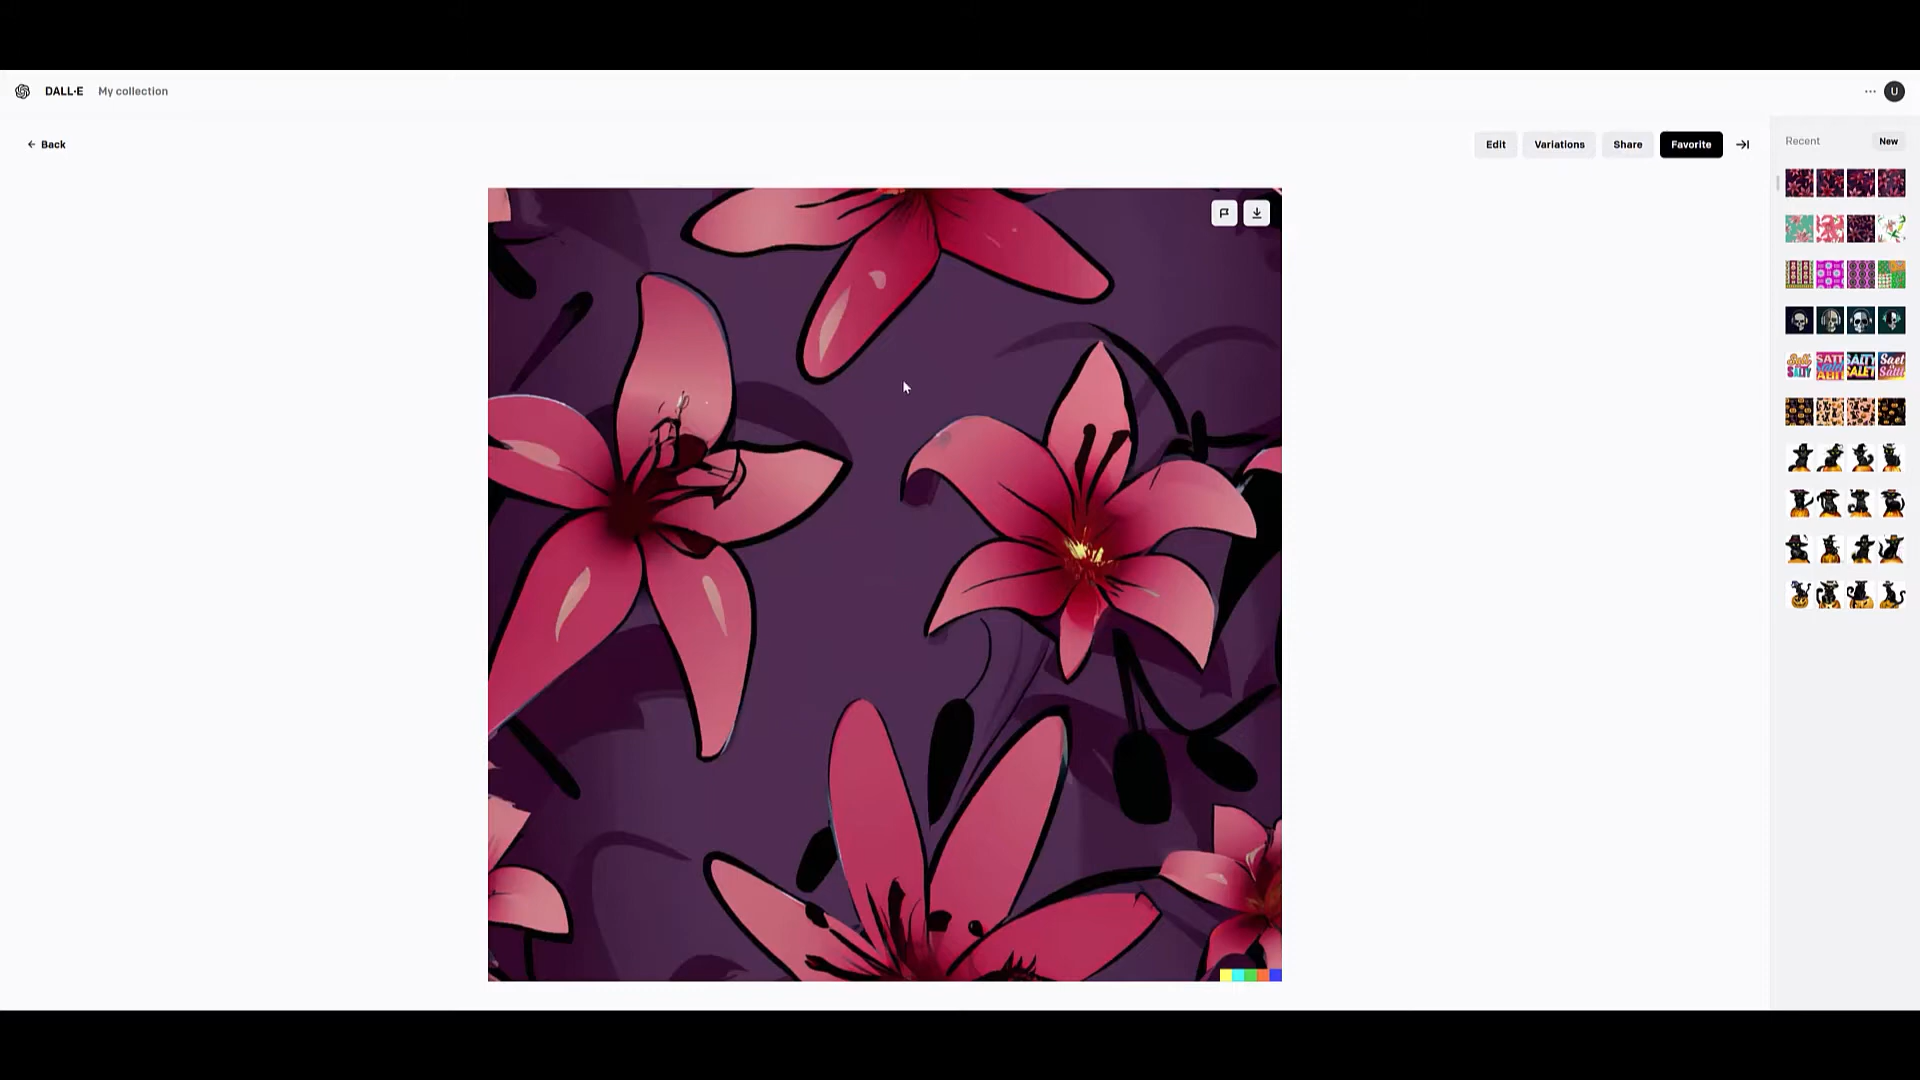 DALL·E My collection
U
← Back
Edit Variations Share Favorite
Recent New